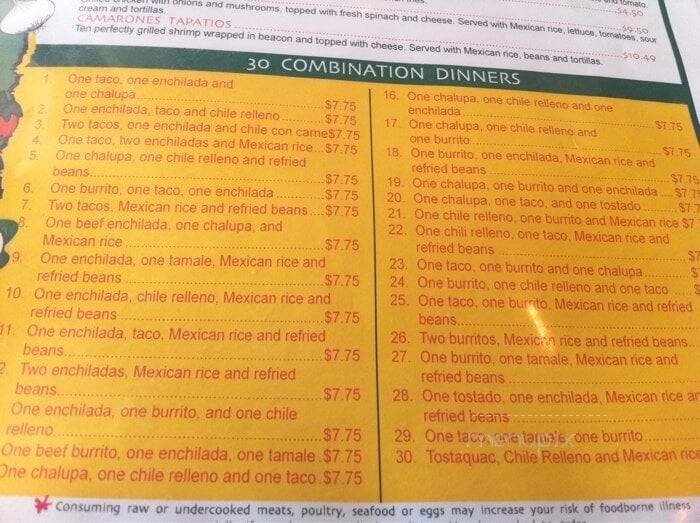 onions and mushrooms, topped with fresh spinach and cheese. Served with Mexican rice, lettuce, tomatoes, sour
cream and tortillas.
$4.50
$9.50
CAMARONES TAPATIOS
Ten perfectly grilled shrimp wrapped in beacon and topped with cheese. Served with Mexican rice, beans and tortillas.
$10.49
30 COMBINATION DINNERS
1. One taco, one enchilada and
one chalupa $7.75
2. One enchilada, taco and chile relleno $7.75
3. Two tacos, one enchilada and chile con carne $7.75
4. One taco, two enchiladas and Mexican rice $7.75
5. One chalupa, one chile relleno and refried
beans $7.75
6. One burrito, one taco, one enchilada $7.75
7. Two tacos, Mexican rice and refried beans $7.75
8. One beef enchilada, one chalupa, and
Mexican rice $7.75
9. One enchilada, one tamale, Mexican rice and
refried beans $7.75
10. One enchilada, chile relleno, Mexican rice and
refried beans $7.75
11. One enchilada, taco, Mexican rice and refried
beans $7.75
2. Two enchiladas, Mexican rice and refried
beans $7.75
One enchilada, one burrito, and one chile
relleno $7.75
One beef burrito, one enchilada, one tamale $7.75
One chalupa, one chile relleno and one taco $7.75
16. One chalupa, one chile relleno and one
enchilada $7.75
17. One chalupa, one chile relleno and
one burrito $7.75
18. One burrito, one enchilada, Mexican rice and
refried beans $7.75
19. One chalupa, one burrito and one enchilada $7.7
20. One chalupa, one taco, and one tostado $7.7
21. One chile relleno, one burrito and Mexican rice $7
22. One chili relleno, one taco, Mexican rice and
refried beans $7
23. One taco, one burrito and one chalupa $
24. One burrito, one chile relleno and one taco $
25. One taco, one burrito, Mexican rice and refried
beans
26. Two burritos, Mexican rice and refried beans
27. One burrito, one tamale, Mexican rice and
refried beans
28. One tostado, one enchilada, Mexican rice an
refried beans
29. One taco, one tamale, one burrito
30. Tostaquac, Chile Relleno and Mexican rice
* Consuming raw or undercooked meats, poultry, seafood or eggs may increase your risk of foodborne illness